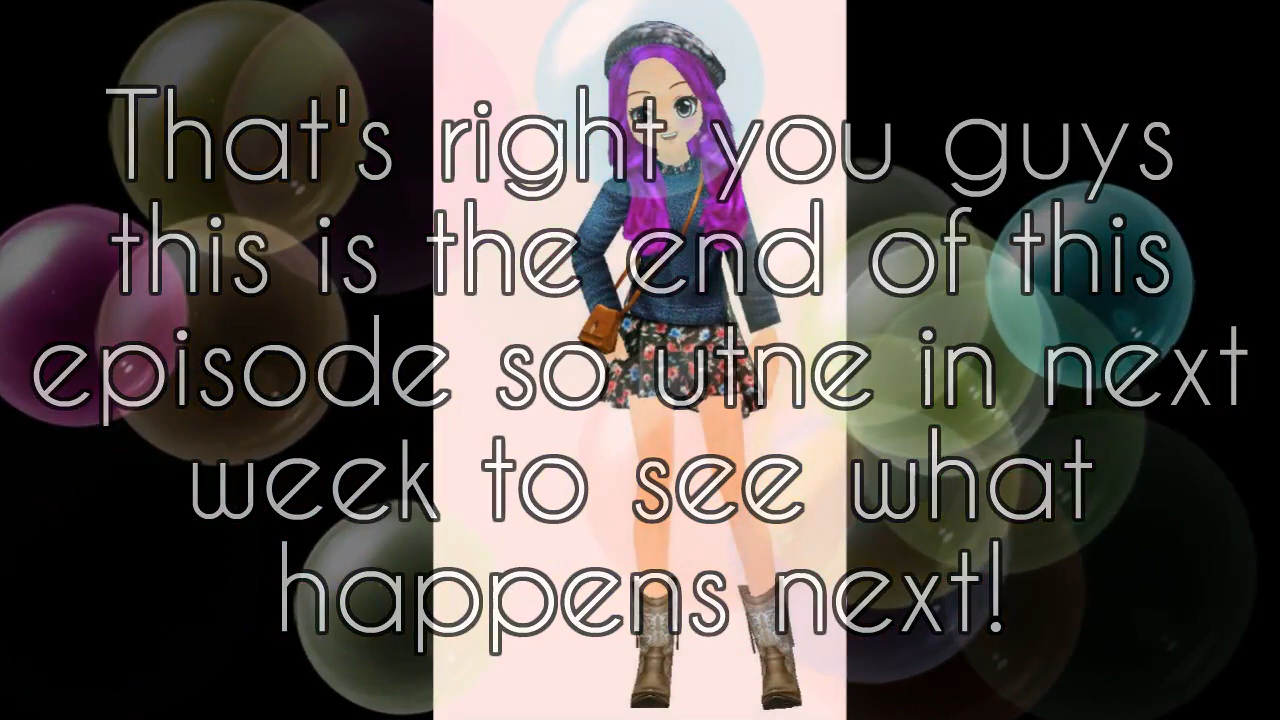 That's right you guys
this is the end of this
episode so utne in next
week to see what
happens next!